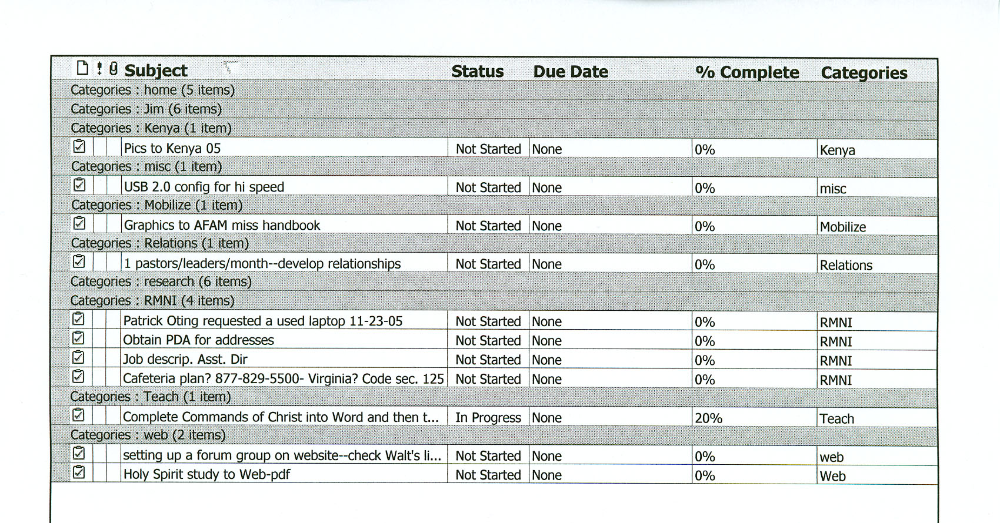 Subject Status Due Date % Complete Categories
Categories : home (5 items)
Categories : Jim (6 items)
Categories : Kenya (1 item)
Pics to Kenya 05 Not Started None 0% Kenya
Categories : misc (1 item)
USB 2.0 config for hi speed Not Started None 0% misc
Categories : Mobilize (1 item)
Graphics to AFAM miss handbook Not Started None 0% Mobilize
Categories : Relations (1 item)
1 pastors/leaders/month--develop relationships Not Started None 0% Relations
Categories : research (6 items)
Categories : RMNI (4 items)
Patrick Oting requested a used laptop 11-23-05 Not Started None 0% RMNI
Obtain PDA for addresses Not Started None 0% RMNI
Job descrip. Asst. Dir Not Started None 0% RMNI
Cafeteria plan? 877-829-5500- Virginia? Code sec. 125 Not Started None 0% RMNI
Categories : Teach (1 item)
Complete Commands of Christ into Word and then t... In Progress None 20% Teach
Categories : web (2 items)
setting up a forum group on website--check Walt's li... Not Started None 0% web
Holy Spirit study to Web-pdf Not Started None 0% Web